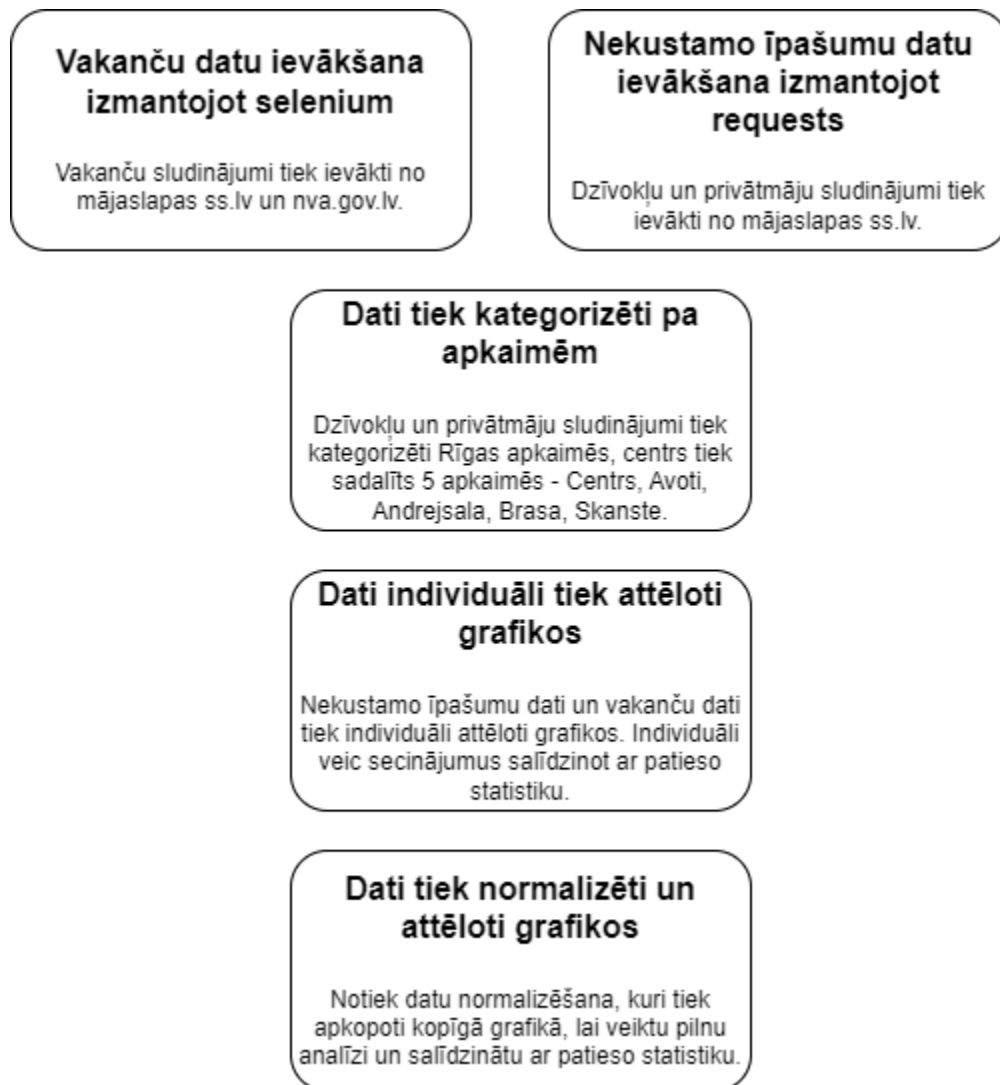 Vakanču datu ievākšana
izmantojot selenium
Vakanču sludinājumi tiek ievākti no
mājaslapas ss.lv un nva.gov.lv.
Nekustamo īpašumu datu
ievākšana izmantojot
requests
Dzīvokļu un privātmāju sludinājumi tiek
ievākti no mājaslapas ss.lv.
Dati tiek kategorizēti pa
apkaimēm
Dzīvokļu un privātmāju sludinājumi tiek
kategorizēti Rīgas apkaimēs, centrs tiek
sadalīts 5 apkaimēs - Centrs, Avoti,
Andrejsala, Brasa, Skanste.
Dati individuāli tiek attēloti
grafikos
Nekustamo īpašumu dati un vakanču dati
tiek individuāli attēloti grafikos. Individuāli
veic secinājumus salīdzinot ar patieso
statistiku.
Dati tiek normalizēti un
attēloti grafikos
Notiek datu normalizēšana, kuri tiek
apkopoti kopīgā grafikā, lai veiktu pilnu
analīzi un salīdzinātu ar patieso statistiku.